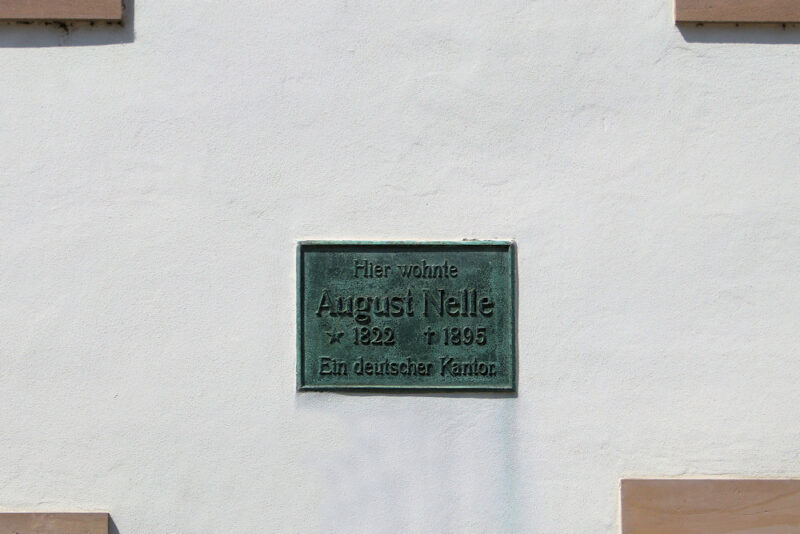 Hier wohnte
August Nelle
☆ 1822 † 1895
Ein deutscher Kantor.